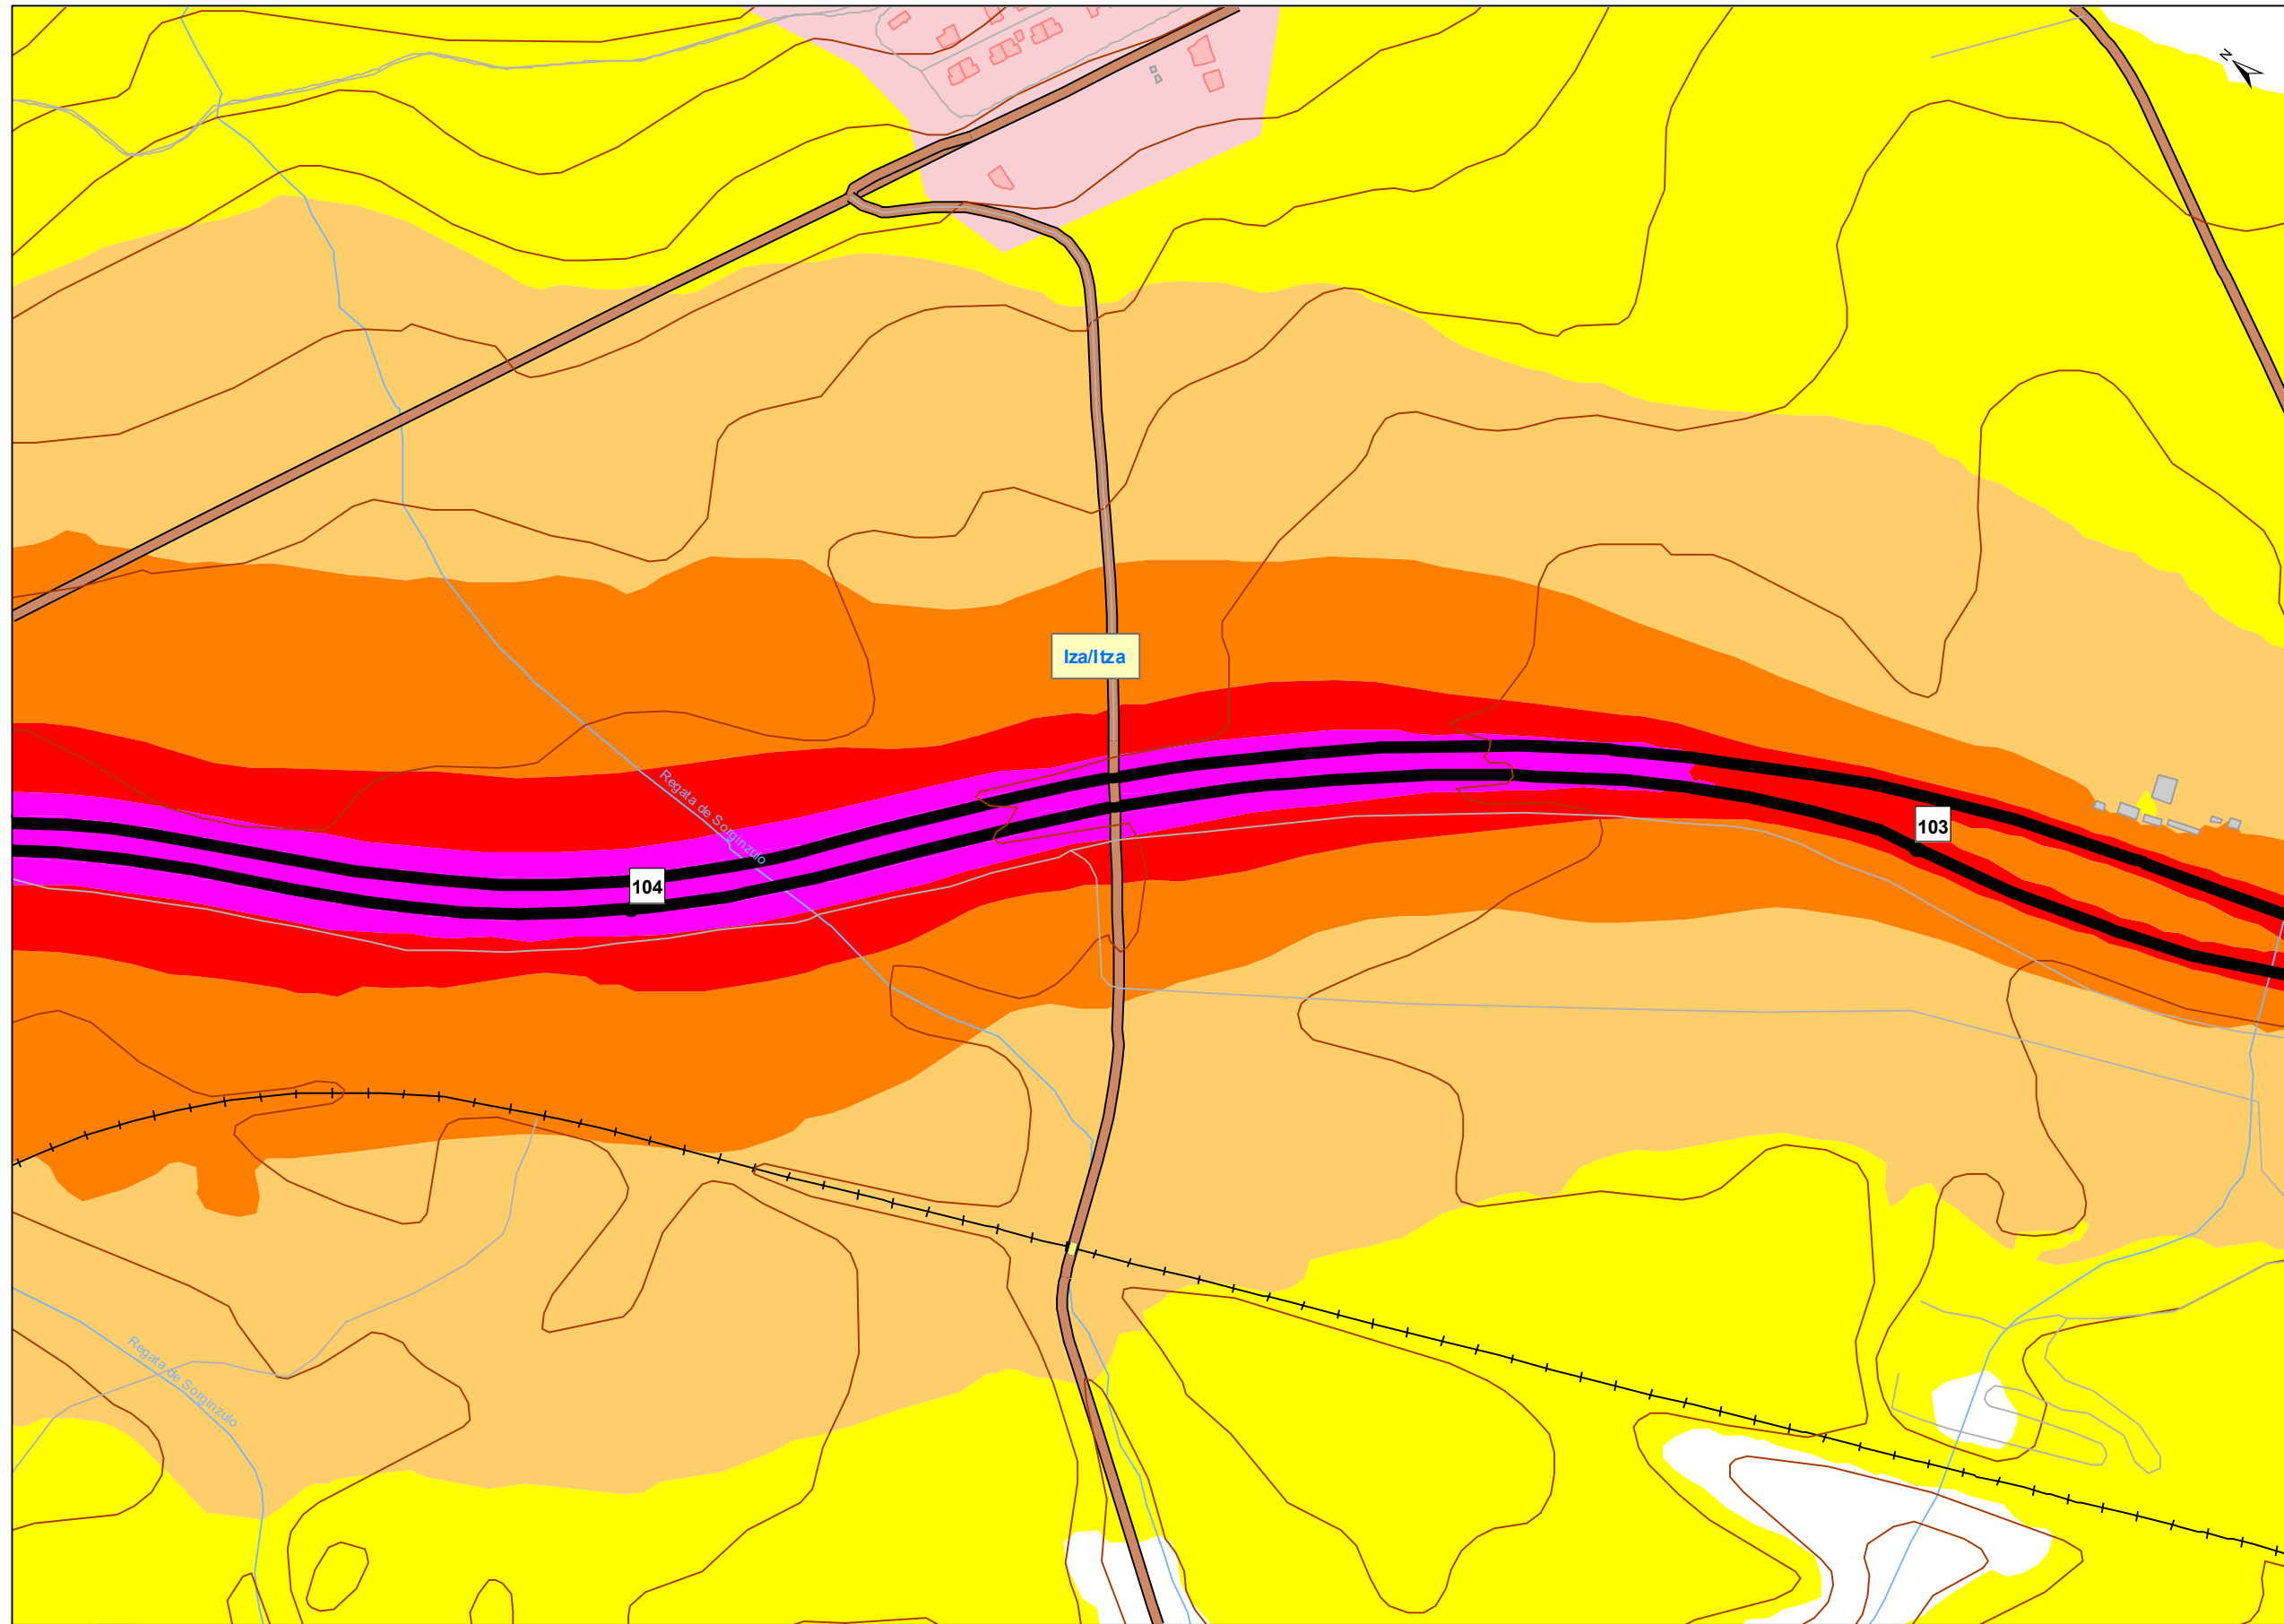 N
Iza/Itza
Regata de Sorginzulo
103
104
Regata de Sorginzulo